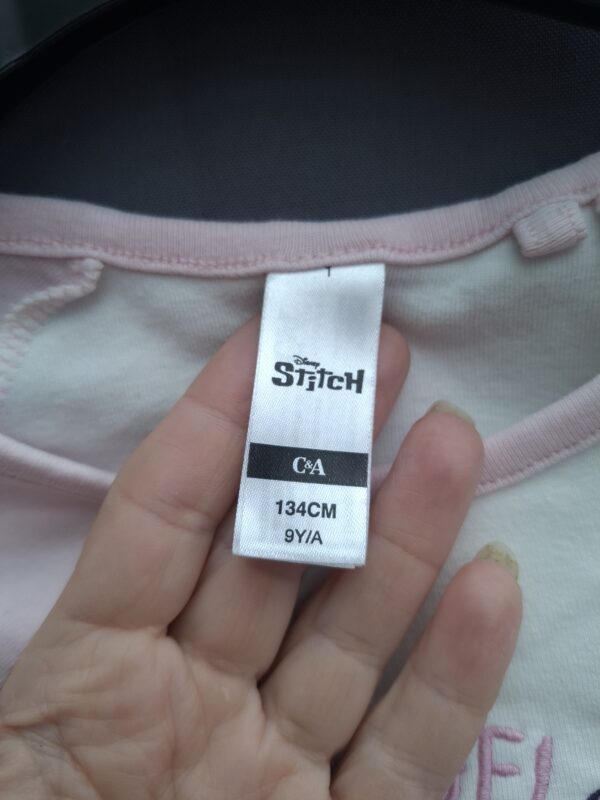 Disney
STiTCH
C&A
134CM
9Y/A